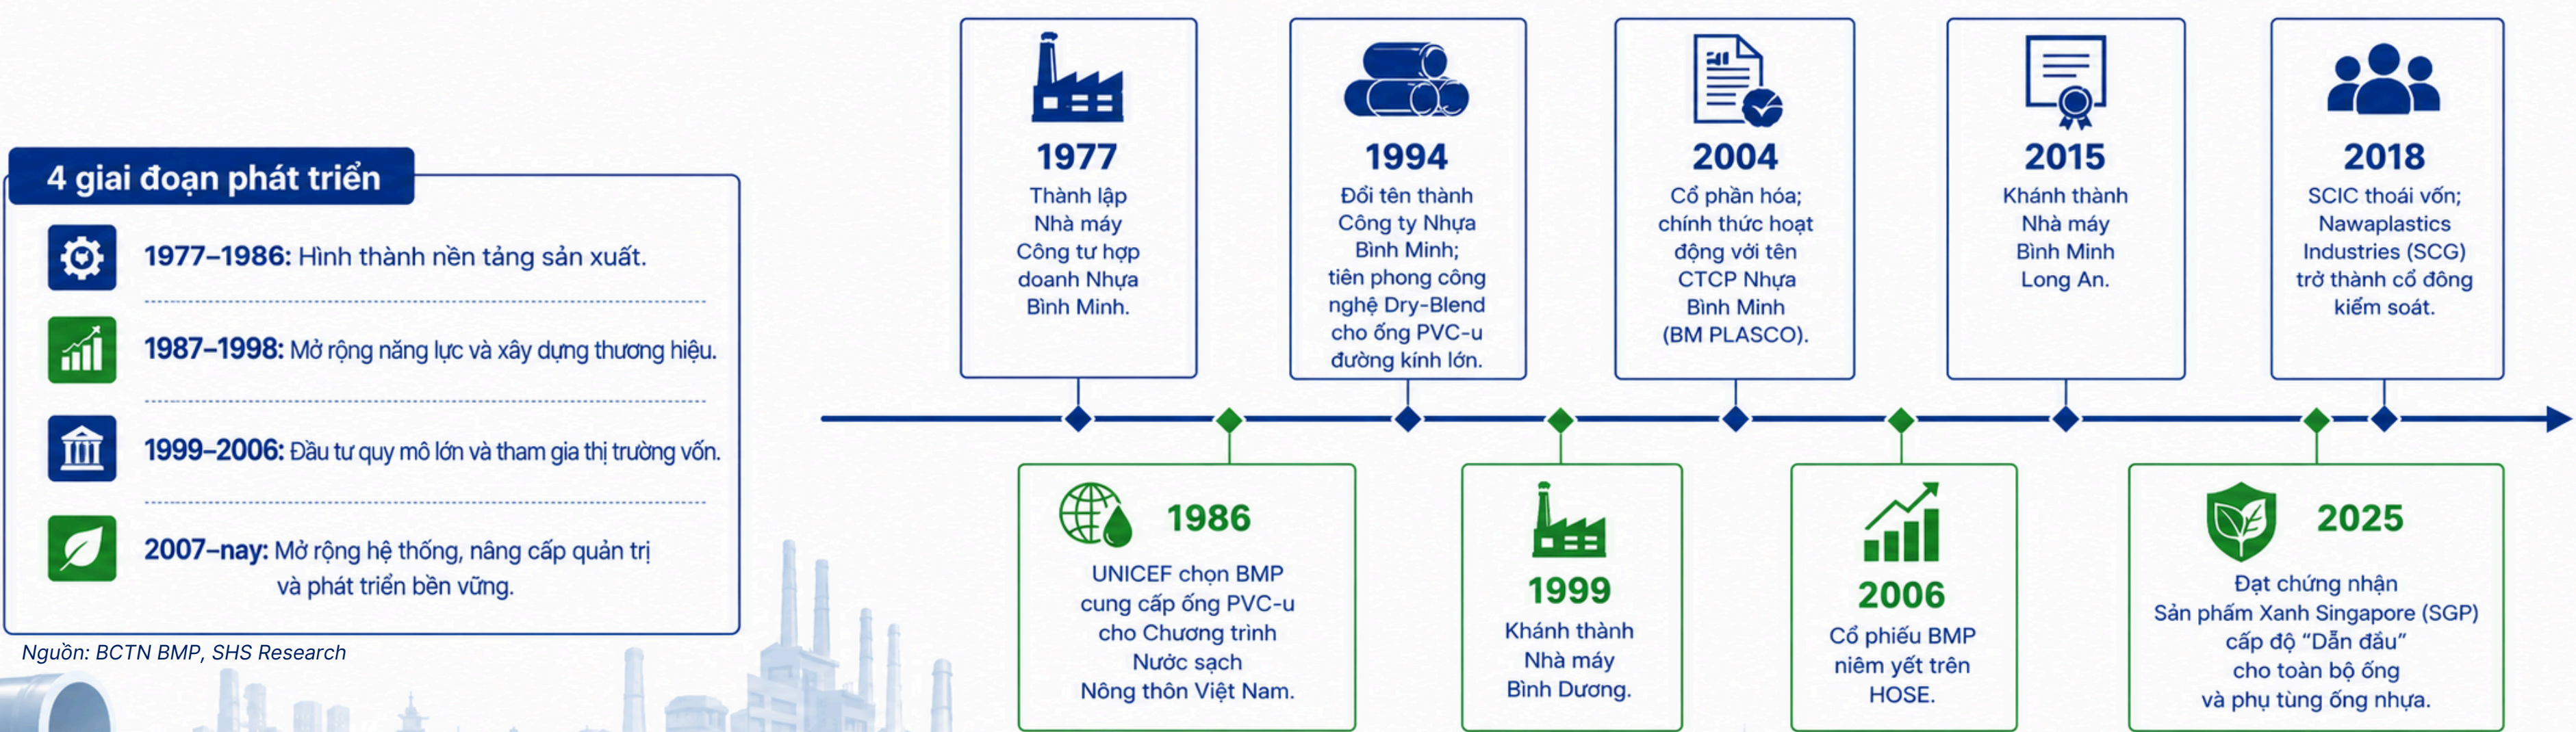 4 giai đoạn phát triển
1977–1986: Hình thành nền tảng sản xuất.
1987–1998: Mở rộng năng lực và xây dựng thương hiệu.
1999–2006: Đầu tư quy mô lớn và tham gia thị trường vốn.
2007–nay: Mở rộng hệ thống, nâng cấp quản trị
và phát triển bền vững.
Nguồn: BCTN BMP, SHS Research
1977
Thành lập
Nhà máy
Công tư hợp
doanh Nhựa
Bình Minh.
1986
UNICEF chọn BMP
cung cấp ống PVC-u
cho Chương trình
Nước sạch
Nông thôn Việt Nam.
1994
Đổi tên thành
Công ty Nhựa
Bình Minh;
tiên phong công
nghệ Dry-Blend
cho ống PVC-u
đường kính lớn.
1999
Khánh thành
Nhà máy
Bình Dương.
2004
Cổ phần hóa;
chính thức hoạt
động với tên
CTCP Nhựa
Bình Minh
(BM PLASCO).
2006
Cổ phiếu BMP
niêm yết trên
HOSE.
2015
Khánh thành
Nhà máy
Bình Minh
Long An.
2018
SCIC thoái vốn;
Nawaplastics
Industries (SCG)
trở thành cổ đông
kiểm soát.
2025
Đạt chứng nhận
Sản phẩm Xanh Singapore (SGP)
cấp độ “Dẫn đầu”
cho toàn bộ ống
và phụ tùng ống nhựa.